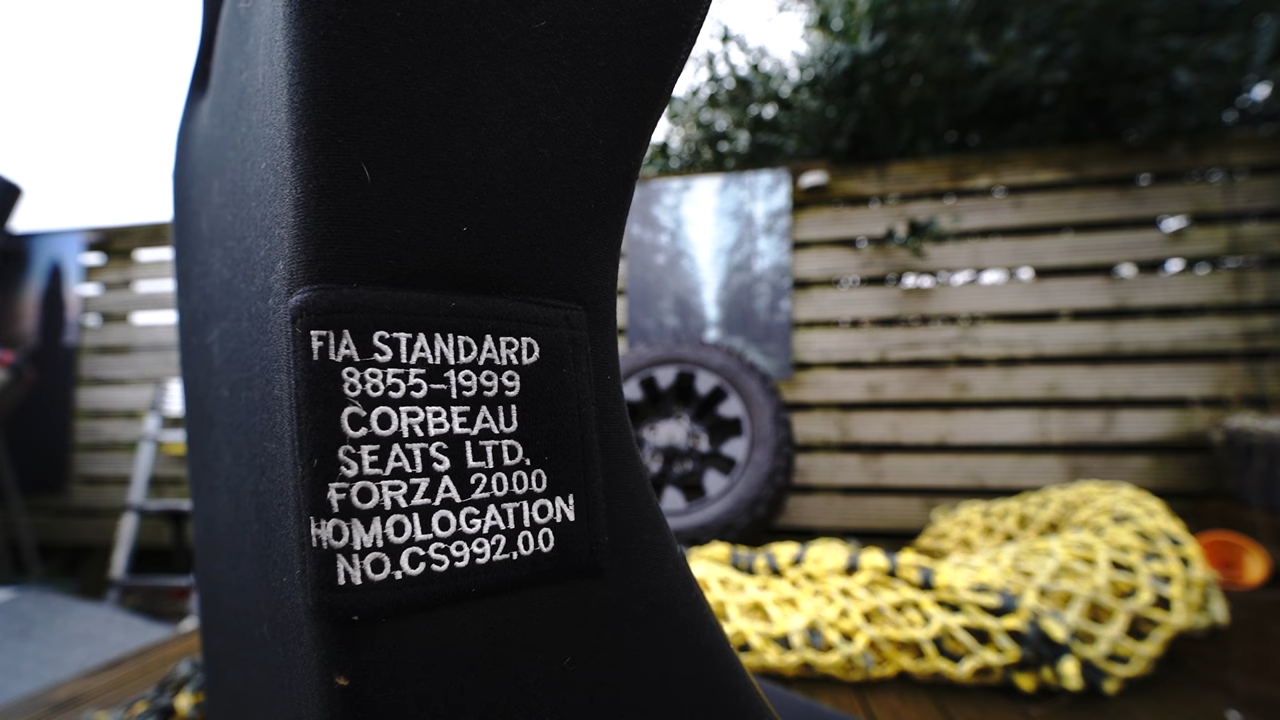 FIA STANDARD
8855-1999
CORBEAU
SEATS LTD.
FORZA 2000
HOMOLOGATION
NO.CS992.00